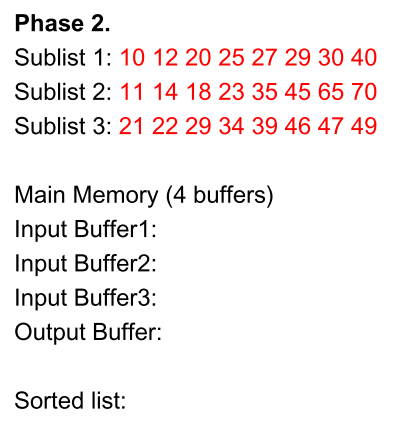 Phase 2.
Sublist 1: 10 12 20 25 27 29 30 40
Sublist 2: 11 14 18 23 35 45 65 70
Sublist 3: 21 22 29 34 39 46 47 49
Main Memory (4 buffers)
Input Buffer1:
Input Buffer2:
Input Buffer3:
Output Buffer:
Sorted list: